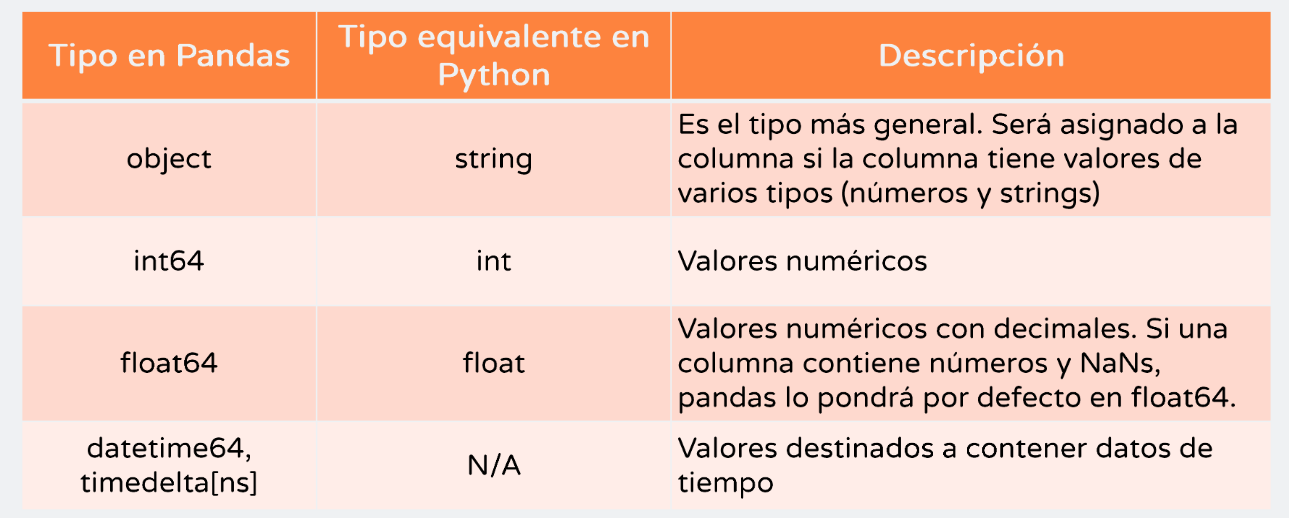 Tipo en Pandas
Tipo equivalente en
Python
Descripción
object
string
Es el tipo más general. Será asignado a la
columna si la columna tiene valores de
varios tipos (números y strings)
int64
int
Valores numéricos
float64
float
Valores numéricos con decimales. Si una
columna contiene números y NaNs,
pandas lo pondrá por defecto en float64.
datetime64,
timedelta[ns]
N/A
Valores destinados a contener datos de
tiempo